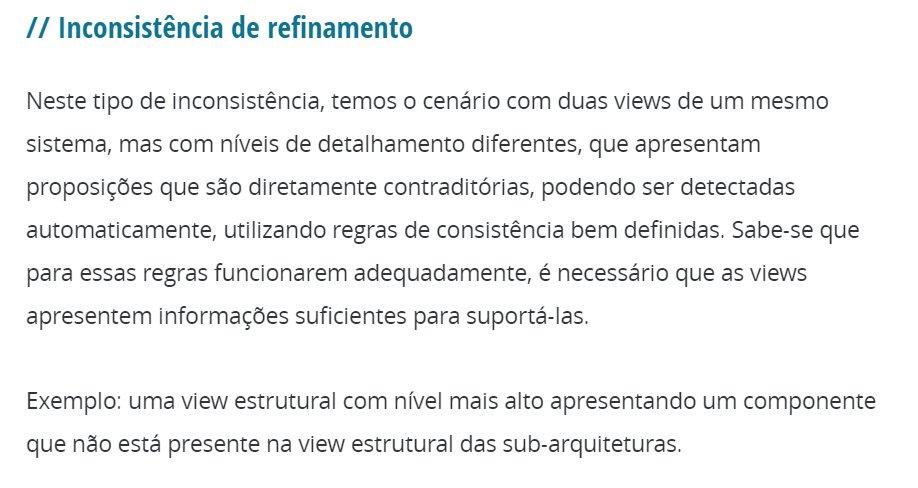 // Inconsistência de refinamento
Neste tipo de inconsistência, temos o cenário com duas views de um mesmo
sistema, mas com níveis de detalhamento diferentes, que apresentam
proposições que são diretamente contraditórias, podendo ser detectadas
automaticamente, utilizando regras de consistência bem definidas. Sabe-se que
para essas regras funcionarem adequadamente, é necessário que as views
apresentem informações suficientes para suportá-las.
Exemplo: uma view estrutural com nível mais alto apresentando um componente
que não está presente na view estrutural das sub-arquiteturas.